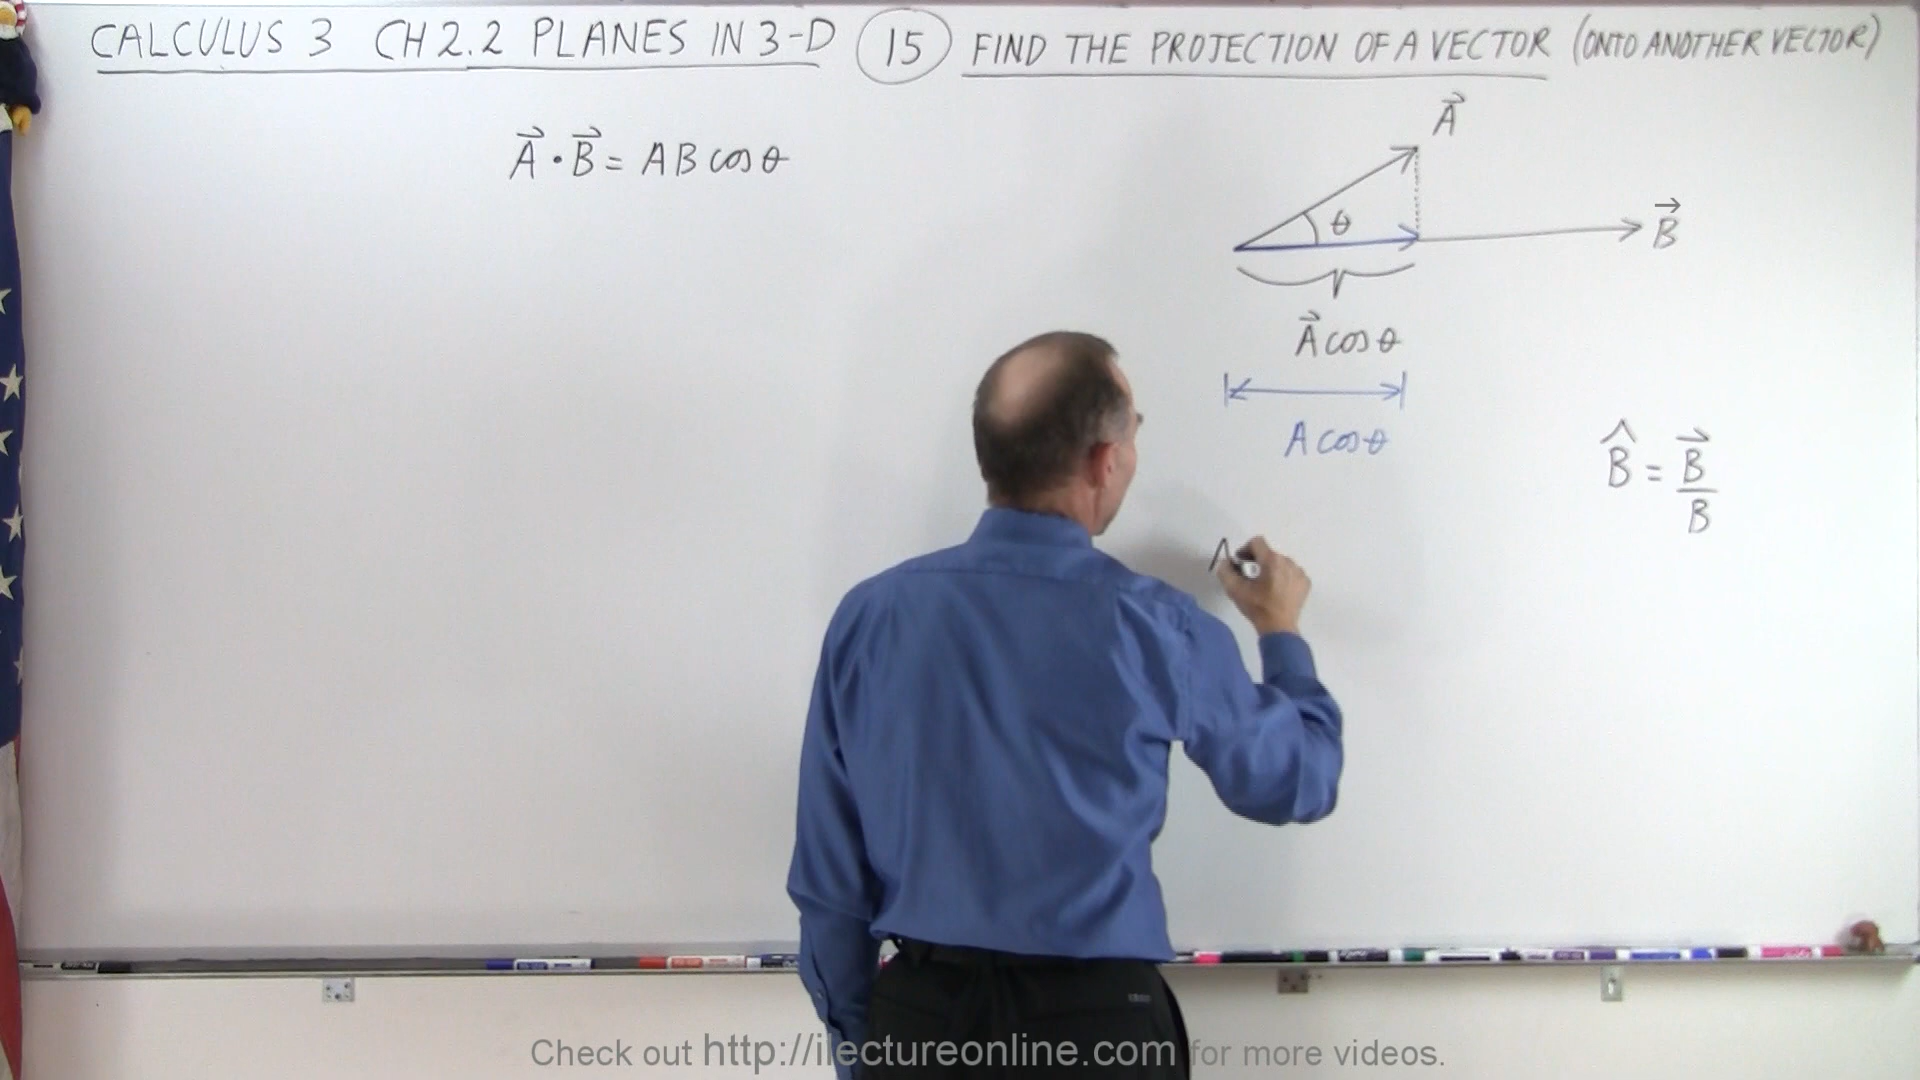 CALCULUS 3 CH 2.2 PLANES IN 3-D 15 FIND THE PROJECTION OF A VECTOR (ONTO ANOTHER VECTOR)
A⃗ · B⃗ = AB cos θ
A⃗
θ
B⃗
A⃗ cos θ
A cos θ
B̂ = B⃗ / B
Check out http://ilectureonline.com for more videos.